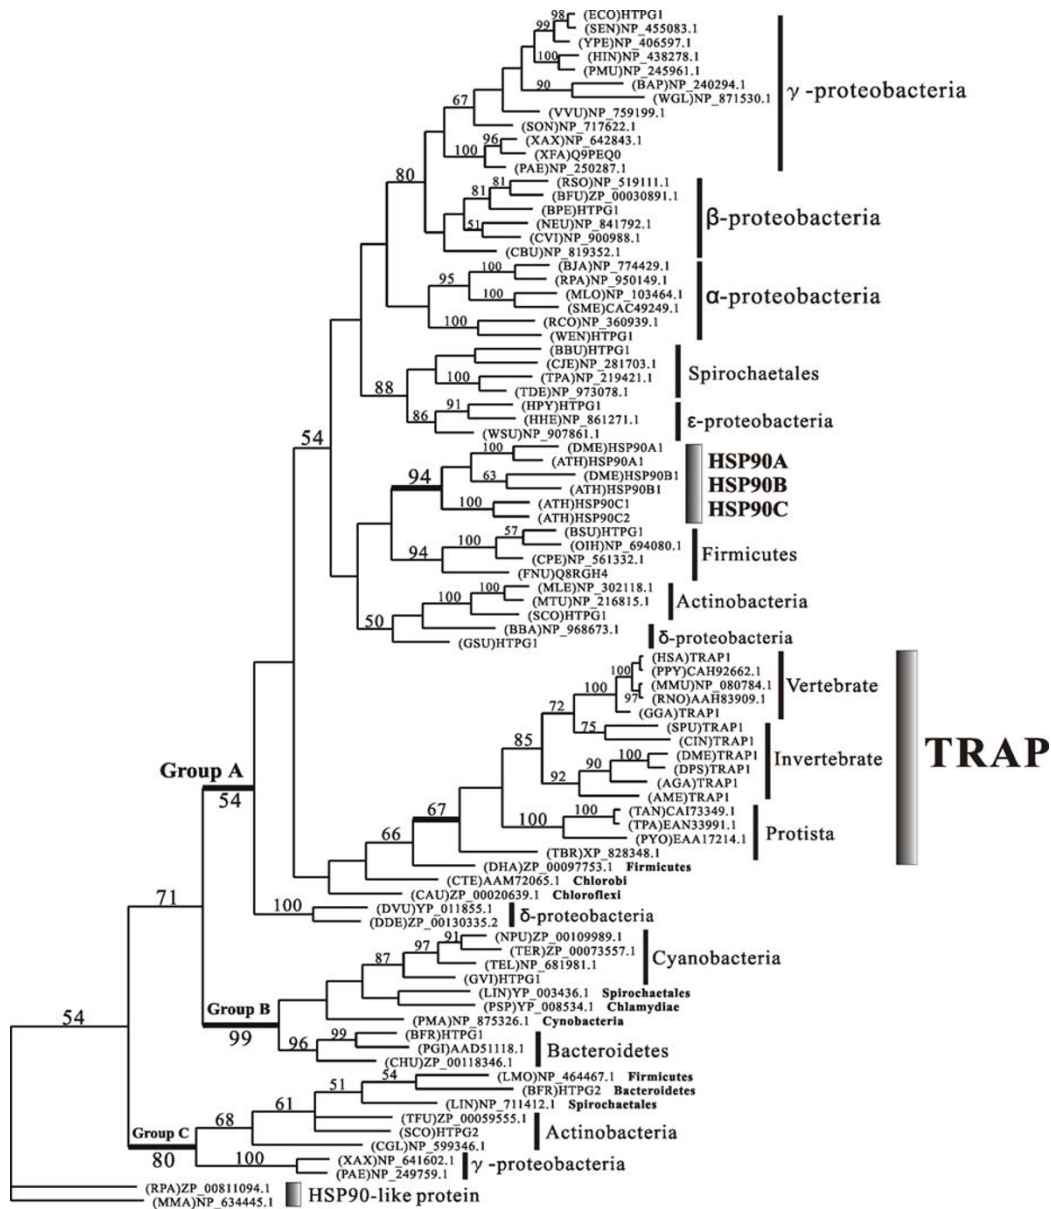 98 (ECO)HTPG1
99 (SEN)NP_455083.1
(YPE)NP_406597.1
(HIN)NP_438278.1
100 (PMU)NP_245961.1
90 (BAP)NP_240294.1
(WGL)NP_871530.1
γ -proteobacteria
67 (VVU)NP_759199.1
(SON)NP_717622.1
96 (XAX)NP_642843.1
100 (XFA)Q9PEQ0
(PAE)NP_250287.1
80
81 (RSO)NP_519111.1
81 (BFU)ZP_00030891.1
(BPE)HTPG1
51 (NEU)NP_841792.1
(CVI)NP_900988.1
(CBU)NP_819352.1
β-proteobacteria
100 (BJA)NP_774429.1
95 (RPA)NP_950149.1
100 (MLO)NP_103464.1
(SME)CAC49249.1
100 (RCO)NP_360939.1
(WEN)HTPG1
α-proteobacteria
(BBU)HTPG1
(CJE)NP_281703.1
100 (TPA)NP_219421.1
88 (TDE)NP_973078.1
Spirochaetales
91 (HPY)HTPG1
86 (HHE)NP_861271.1
(WSU)NP_907861.1
ε-proteobacteria
54
100 (DME)HSP90A1
(ATH)HSP90A1
94 63 (DME)HSP90B1
(ATH)HSP90B1
100 (ATH)HSP90C1
(ATH)HSP90C2
HSP90A
HSP90B
HSP90C
57 (BSU)HTPG1
100 (OIH)NP_694080.1
94 (CPE)NP_561332.1
(FNU)Q8RGH4
Firmicutes
100 (MLE)NP_302118.1
100 (MTU)NP_216815.1
(SCO)HTPG1
Actinobacteria
50 (BBA)NP_968673.1
(GSU)HTPG1
δ-proteobacteria
(HSA)TRAP1
100 (PPY)CAH92662.1
100 (MMU)NP_080784.1
97 (RNO)AAH83909.1
(GGA)TRAP1
Vertebrate
72
75 (SPU)TRAP1
(CIN)TRAP1
85 100 (DME)TRAP1
90 (DPS)TRAP1
92 (AGA)TRAP1
(AME)TRAP1
Invertebrate
TRAP
Group A
54
67
100 (TAN)CAI73349.1
100 (TPA)EAN33991.1
(PYO)EAA17214.1
(TBR)XP_828348.1
Protista
66 (DHA)ZP_00097753.1 Firmicutes
(CTE)AAM72065.1 Chlorobi
(CAU)ZP_00020639.1 Chloroflexi
71
100 (DVU)YP_011855.1
(DDE)ZP_00130335.2
δ-proteobacteria
91 (NPU)ZP_00109989.1
97 (TER)ZP_00073557.1
87 (TEL)NP_681981.1
(GVI)HTPG1
Cyanobacteria
(LIN)YP_003436.1 Spirochaetales
Group B
(PSP)YP_008534.1 Chlamydiae
54
(PMA)NP_875326.1 Cynobacteria
99
99 (BFR)HTPG1
96 (PGI)AAD51118.1
(CHU)ZP_00118346.1
Bacteroidetes
54 (LMO)NP_464467.1 Firmicutes
51 (BFR)HTPG2 Bacteroidetes
61 (LIN)NP_711412.1 Spirochaetales
68 (TFU)ZP_00059555.1
Group C (SCO)HTPG2
(CGL)NP_599346.1
Actinobacteria
80
100 (XAX)NP_641602.1
(PAE)NP_249759.1
γ -proteobacteria
(RPA)ZP_00811094.1
(MMA)NP_634445.1
HSP90-like protein